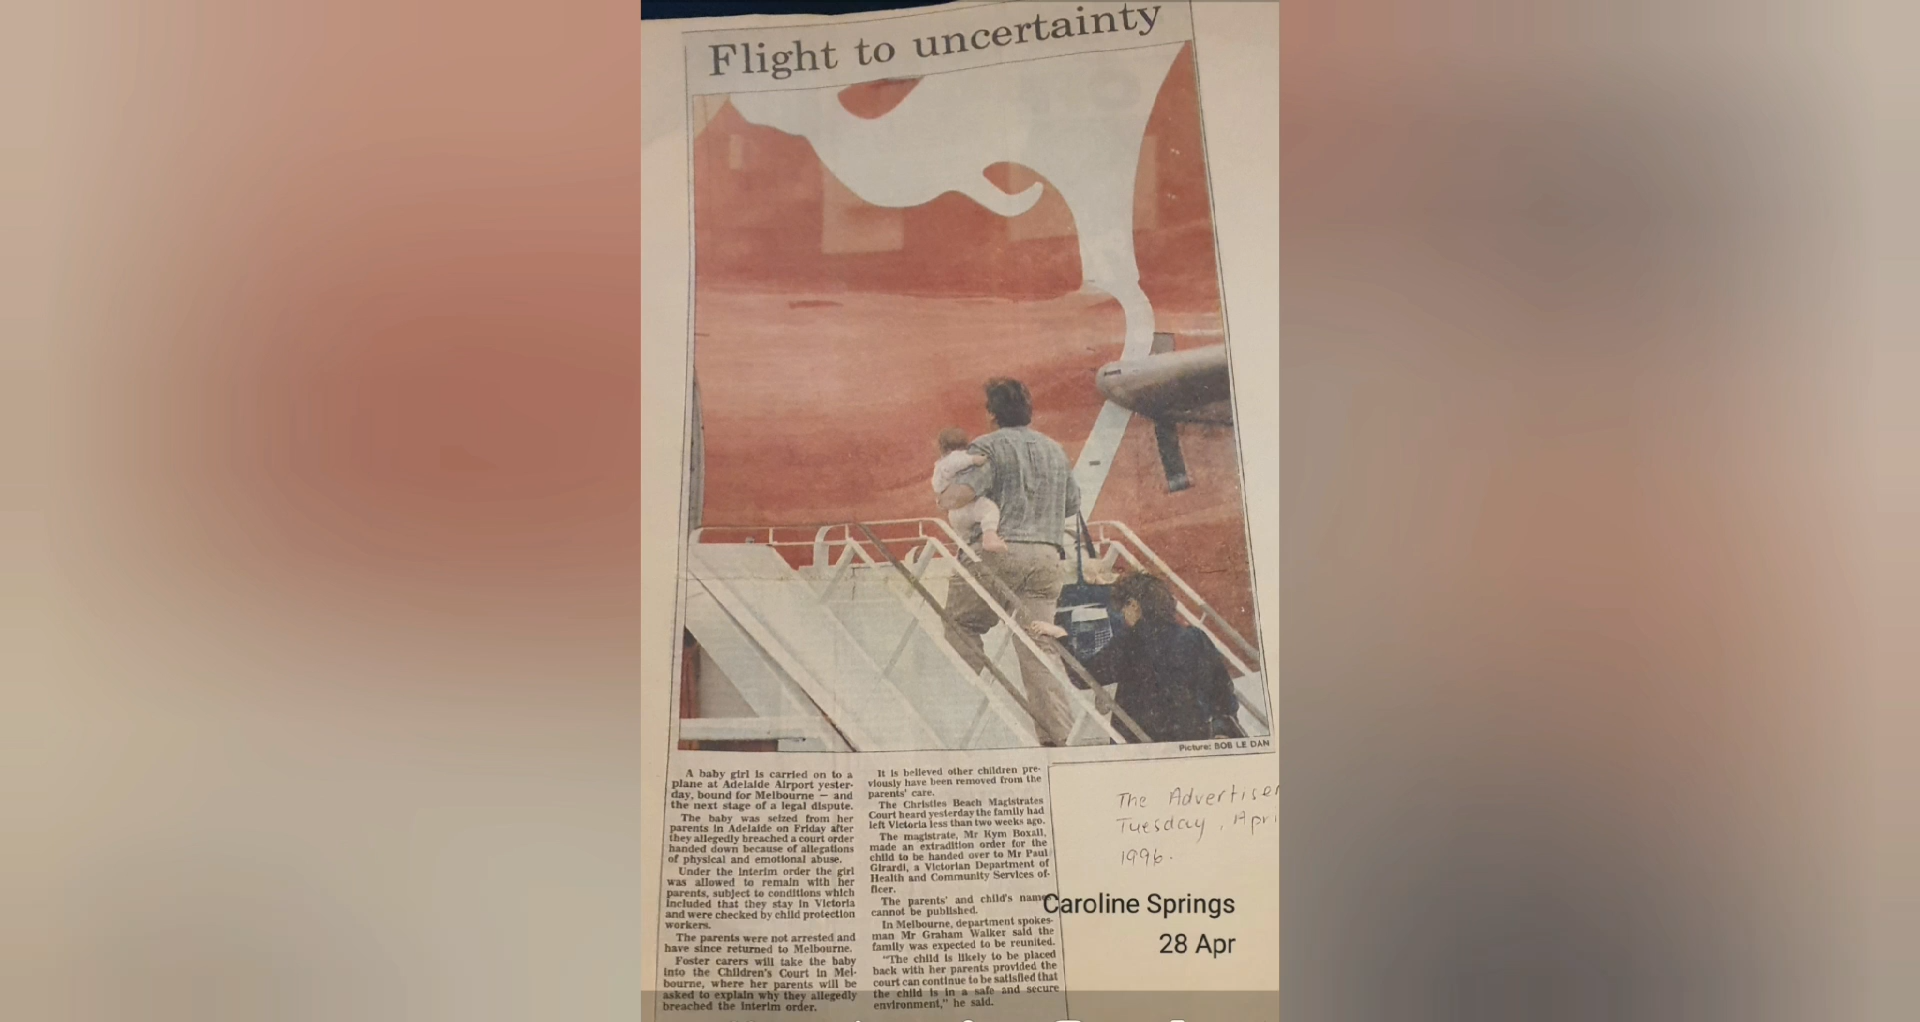 Flight to uncertainty
Picture: BOB LE DAN
A baby girl is carried on to a
plane at Adelaide Airport yester-
day, bound for Melbourne — and
the next stage of a legal dispute.
The baby was seized from her
parents in Adelaide on Friday after
they allegedly breached a court order
handed down because of allegations
of physical and emotional abuse.
Under the interim order the girl
was allowed to remain with her
parents, subject to conditions which
included that they stay in Victoria
and were checked by child protection
workers.
The parents were not arrested and
have since returned to Melbourne.
Foster carers will take the baby
into the Children's Court in Mel-
bourne, where her parents will be
asked to explain why they allegedly
breached the interim order.
It is believed other children pre-
viously have been removed from the
parents' care.
The Christies Beach Magistrates
Court heard yesterday the family had
left Victoria less than two weeks ago.
The magistrate, Mr Kym Boxall,
made an extradition order for the
child to be handed over to Mr Paul
Girardi, a Victorian Department of
Health and Community Services of-
ficer.
The parents' and child's name
cannot be published.
In Melbourne, department spokes-
man Mr Graham Walker said the
family was expected to be reunited.
"The child is likely to be placed
back with her parents provided the
court can continue to be satisfied that
the child is in a safe and secure
environment," he said.
The Advertiser
Tuesday, Apri
1996.
Caroline Springs
28 Apr